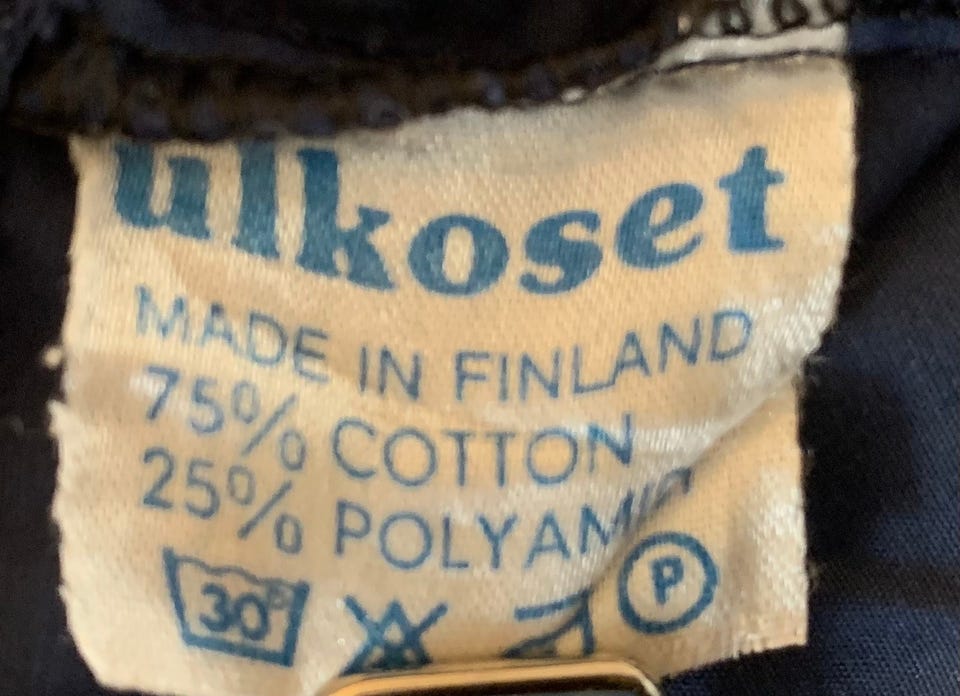 ulkoset
MADE IN FINLAND
75% COTTON
25% POLYAMID
30°
P